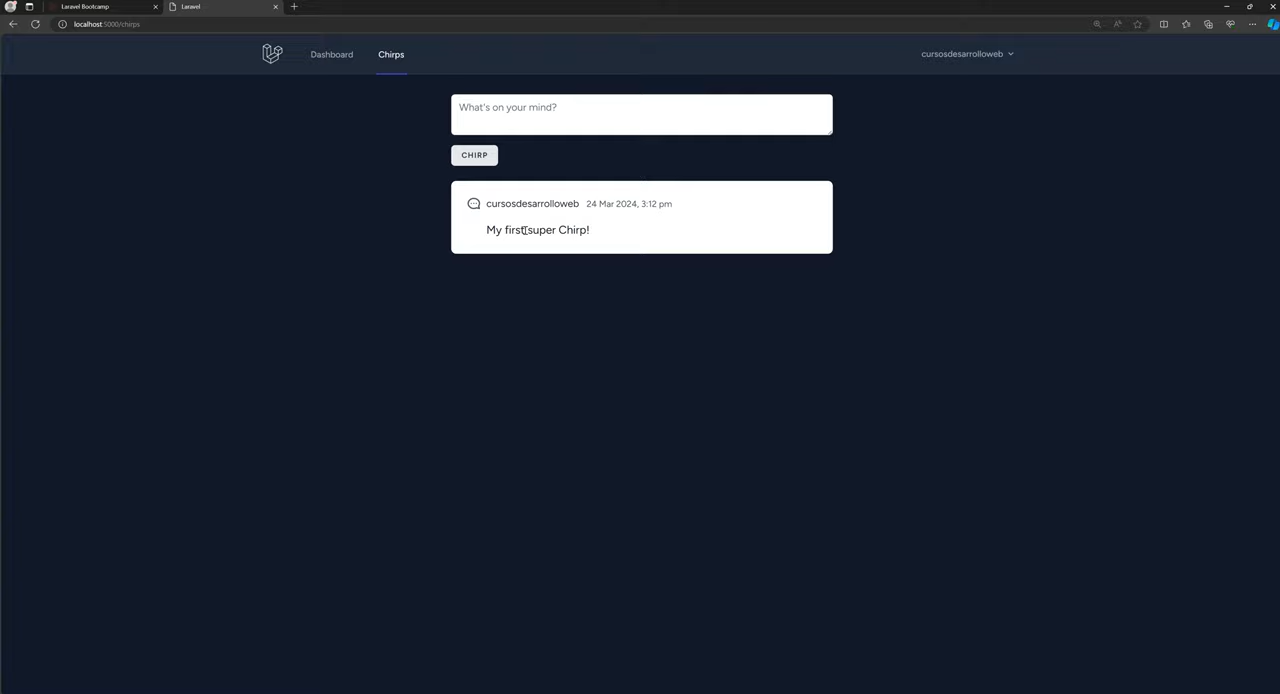 Laravel Bootcamp
Laravel
localhost:5000/chirps
Dashboard
Chirps
cursosdesarrolloweb
What's on your mind?
CHIRP
cursosdesarrolloweb 24 Mar 2024, 3:12 pm
My first super Chirp!